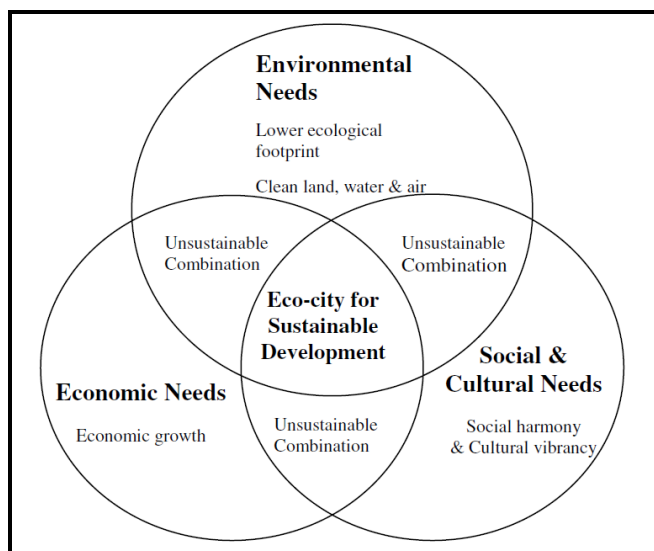 Environmental
Needs
Lower ecological
footprint
Clean land, water & air
Unsustainable
Combination
Unsustainable
Combination
Eco-city for
Sustainable
Development
Economic Needs
Economic growth
Social &
Cultural Needs
Social harmony
& Cultural vibrancy
Unsustainable
Combination